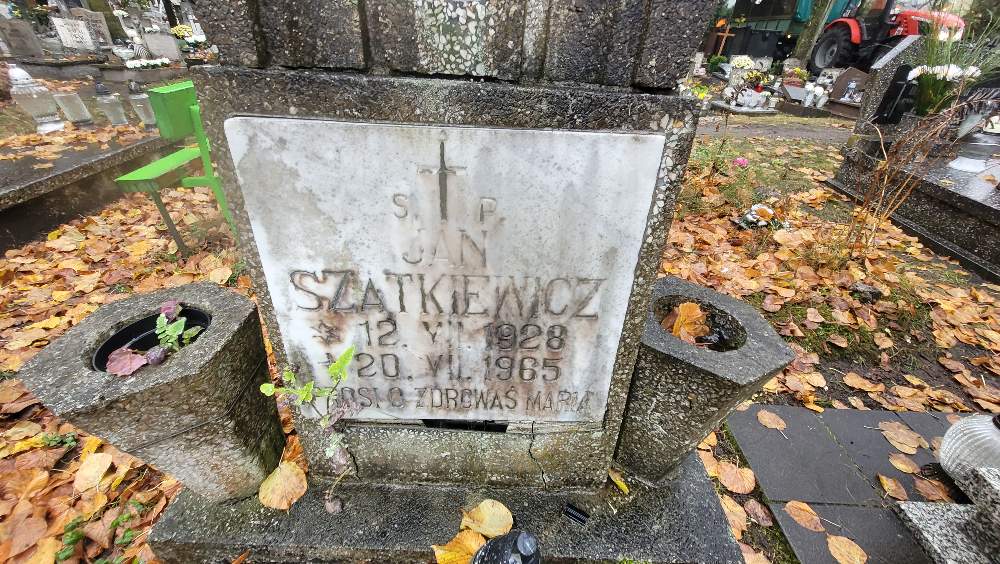 Ś. P.
JAN
SZATKIEWICZ
* 12. VII. 1928
† 20. VII. 1965
PROSI O ZDROWAŚ MARIA